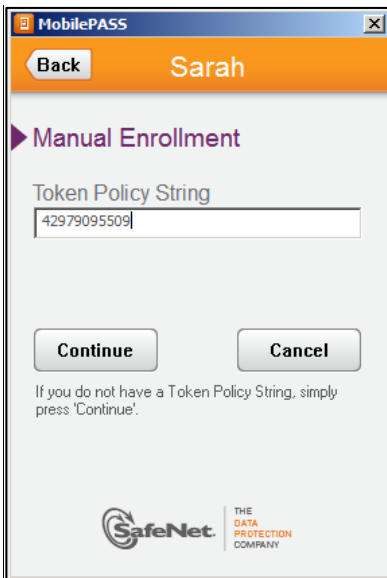 MobilePASS
Back
Sarah
Manual Enrollment
Token Policy String
42979095509
Continue
Cancel
If you do not have a Token Policy String, simply
press 'Continue'.
SafeNet.
THE
DATA
PROTECTION
COMPANY